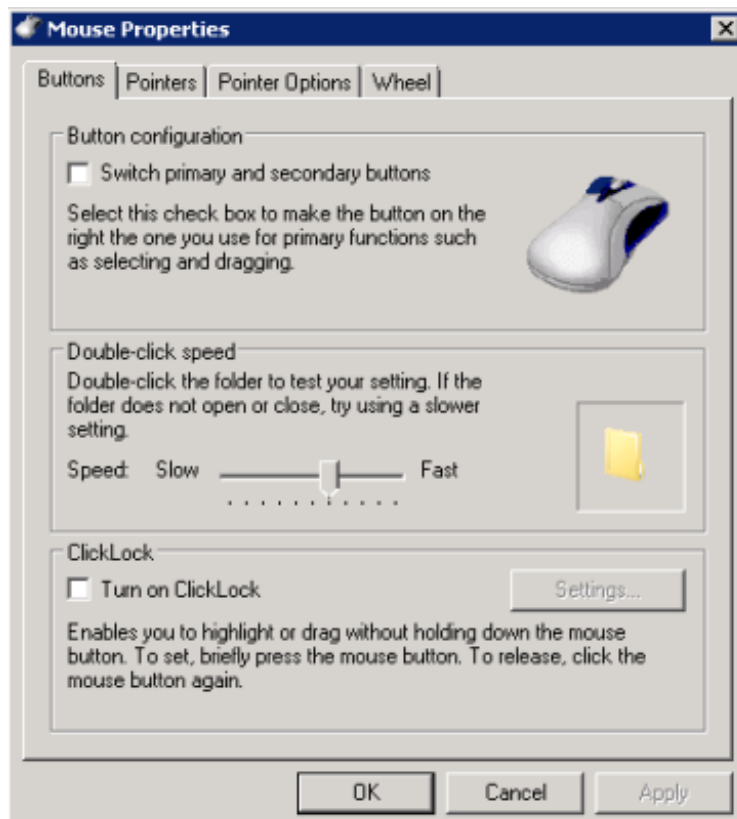 Mouse Properties
Buttons Pointers Pointer Options Wheel
Button configuration
Switch primary and secondary buttons
Select this check box to make the button on the
right the one you use for primary functions such
as selecting and dragging.
Double-click speed
Double-click the folder to test your setting. If the
folder does not open or close, try using a slower
setting.
Speed: Slow Fast
ClickLock
Turn on ClickLock Settings...
Enables you to highlight or drag without holding down the mouse
button. To set, briefly press the mouse button. To release, click the
mouse button again.
OK Cancel Apply